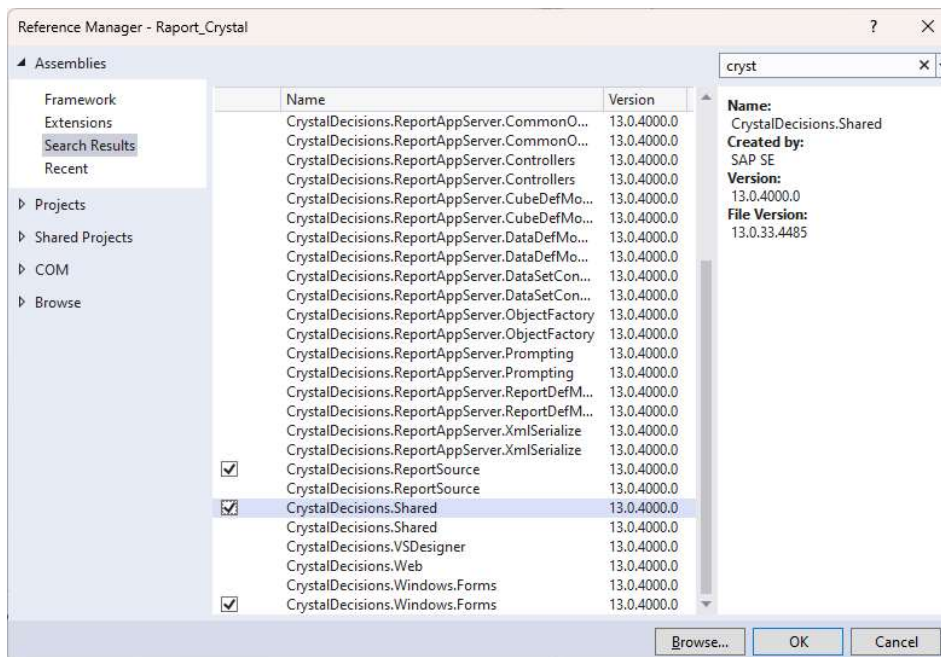 Reference Manager - Raport_Crystal ? ×
Assemblies
cryst
Framework
Extensions
Search Results
Recent
Projects
Shared Projects
COM
Browse
Name Version
CrystalDecisions.ReportAppServer.CommonO... 13.0.4000.0
CrystalDecisions.ReportAppServer.CommonO... 13.0.4000.0
CrystalDecisions.ReportAppServer.Controllers 13.0.4000.0
CrystalDecisions.ReportAppServer.Controllers 13.0.4000.0
CrystalDecisions.ReportAppServer.CubeDefMo... 13.0.4000.0
CrystalDecisions.ReportAppServer.CubeDefMo... 13.0.4000.0
CrystalDecisions.ReportAppServer.DataDefMo... 13.0.4000.0
CrystalDecisions.ReportAppServer.DataDefMo... 13.0.4000.0
CrystalDecisions.ReportAppServer.DataSetCon... 13.0.4000.0
CrystalDecisions.ReportAppServer.DataSetCon... 13.0.4000.0
CrystalDecisions.ReportAppServer.ObjectFactory 13.0.4000.0
CrystalDecisions.ReportAppServer.ObjectFactory 13.0.4000.0
CrystalDecisions.ReportAppServer.Prompting 13.0.4000.0
CrystalDecisions.ReportAppServer.Prompting 13.0.4000.0
CrystalDecisions.ReportAppServer.ReportDefM... 13.0.4000.0
CrystalDecisions.ReportAppServer.ReportDefM... 13.0.4000.0
CrystalDecisions.ReportAppServer.XmlSerialize 13.0.4000.0
CrystalDecisions.ReportAppServer.XmlSerialize 13.0.4000.0
CrystalDecisions.ReportSource 13.0.4000.0
CrystalDecisions.ReportSource 13.0.4000.0
CrystalDecisions.Shared 13.0.4000.0
CrystalDecisions.Shared 13.0.4000.0
CrystalDecisions.VSDesigner 13.0.4000.0
CrystalDecisions.Web 13.0.4000.0
CrystalDecisions.Windows.Forms 13.0.4000.0
CrystalDecisions.Windows.Forms 13.0.4000.0
Name:
CrystalDecisions.Shared
Created by:
SAP SE
Version:
13.0.4000.0
File Version:
13.0.33.4485
Browse... OK Cancel